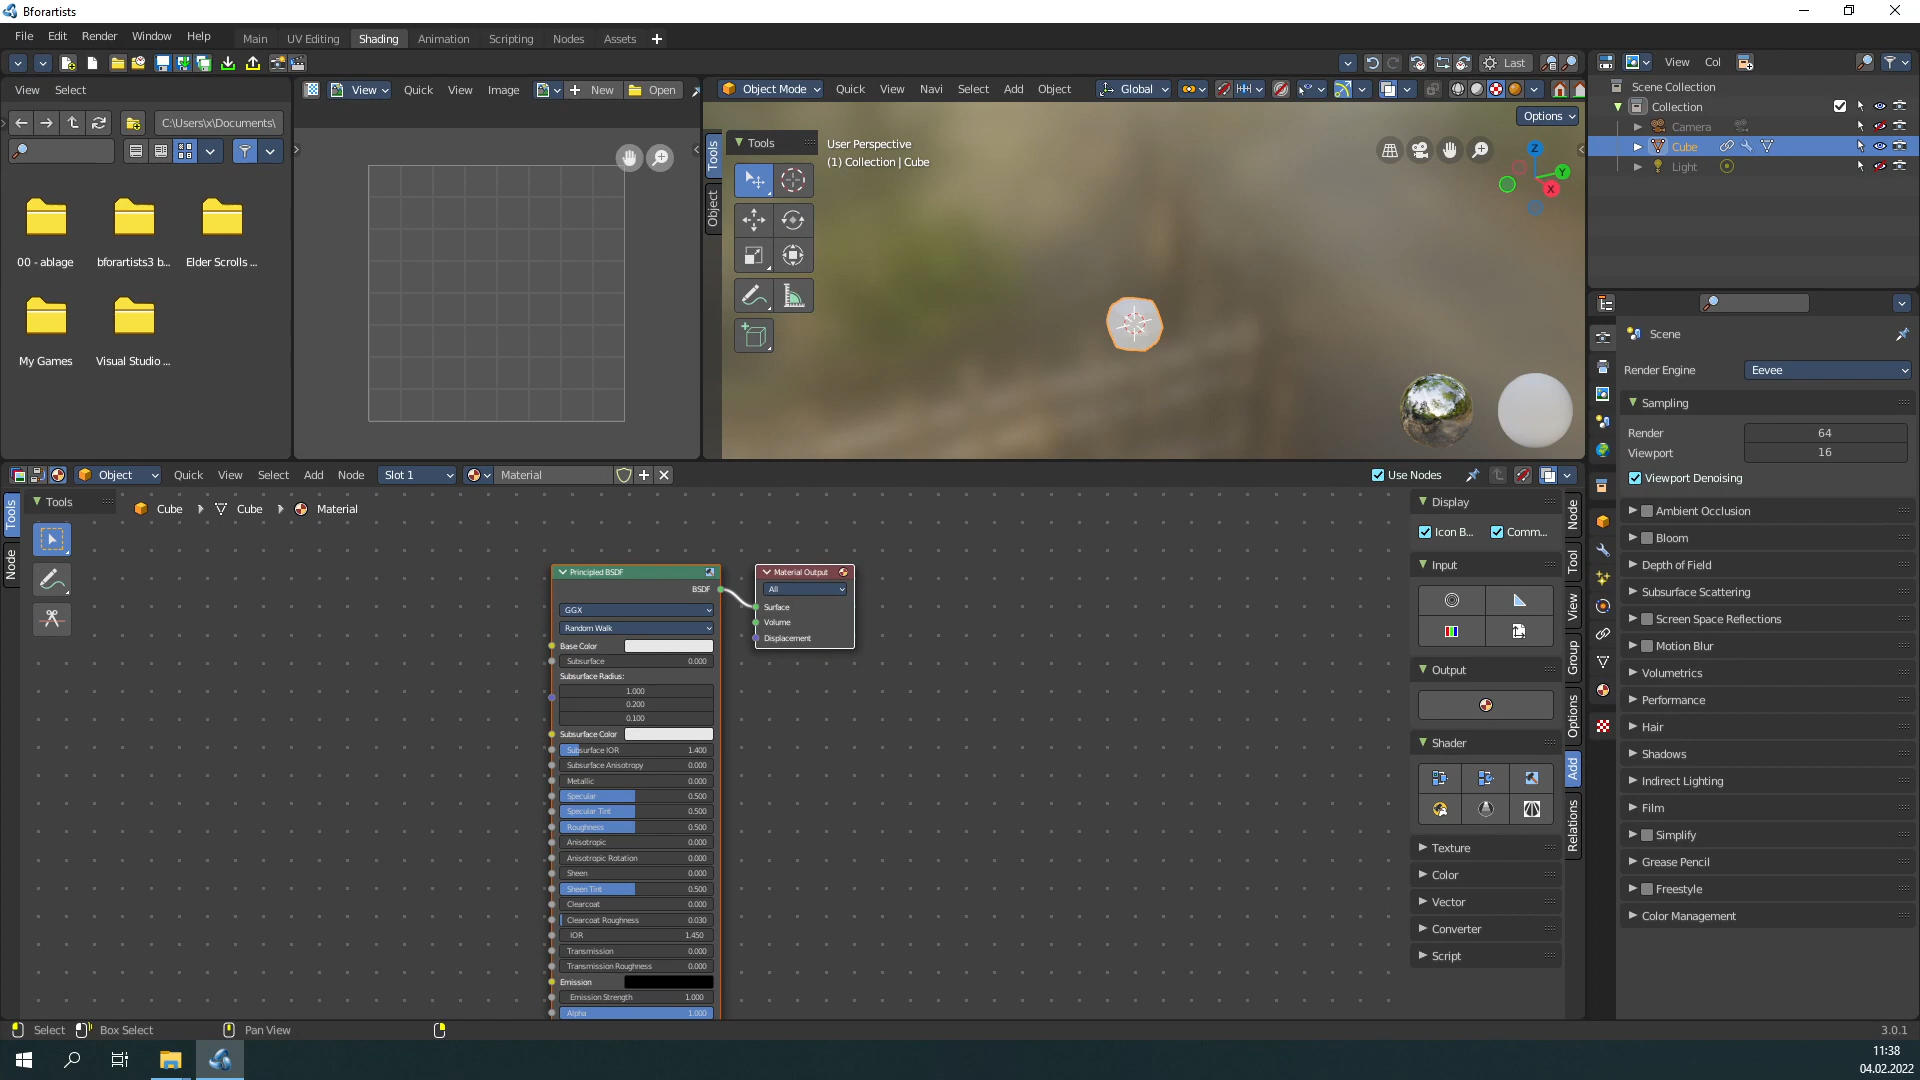 Bforartists
File Edit Render Window Help Main UV Editing Shading Animation Scripting Nodes Assets
Last
View Col
View Select
View Quick View Image New Open
Object Mode Quick View Navi Select Add Object Global
C:\Users\x\Documents\
Options
Tools
Tools
Object
User Perspective
(1) Collection | Cube
Z
Y
X
00 - ablage
bforartists3 b...
Elder Scrolls ...
My Games
Visual Studio ...
Scene Collection
Collection
Camera
Cube
Light
Scene
Render Engine Eevee
Sampling
Render 64
Viewport 16
Viewport Denoising
Ambient Occlusion
Bloom
Depth of Field
Subsurface Scattering
Screen Space Reflections
Motion Blur
Volumetrics
Performance
Hair
Shadows
Indirect Lighting
Film
Simplify
Grease Pencil
Freestyle
Color Management
Object Quick View Select Add Node Slot 1 Material Use Nodes
Tools
Tools
Node
Cube Cube Material
Principled BSDF
BSDF
GGX
Random Walk
Base Color
Subsurface 0.000
Subsurface Radius:
1.000
0.200
0.100
Subsurface Color
Subsurface IOR 1.400
Subsurface Anisotropy 0.000
Metallic 0.000
Specular 0.500
Specular Tint 0.500
Roughness 0.500
Anisotropic 0.000
Anisotropic Rotation 0.000
Sheen 0.000
Sheen Tint 0.500
Clearcoat 0.000
Clearcoat Roughness 0.030
IOR 1.450
Transmission 0.000
Transmission Roughness 0.000
Emission
Emission Strength 1.000
Alpha 1.000
Material Output
All
Surface
Volume
Displacement
Display
Icon B... Comm...
Input
Output
Shader
Texture
Color
Vector
Converter
Script
Node
Tool
View
Group
Options
Add
Relations
Select Box Select Pan View 3.0.1
11:38
04.02.2022